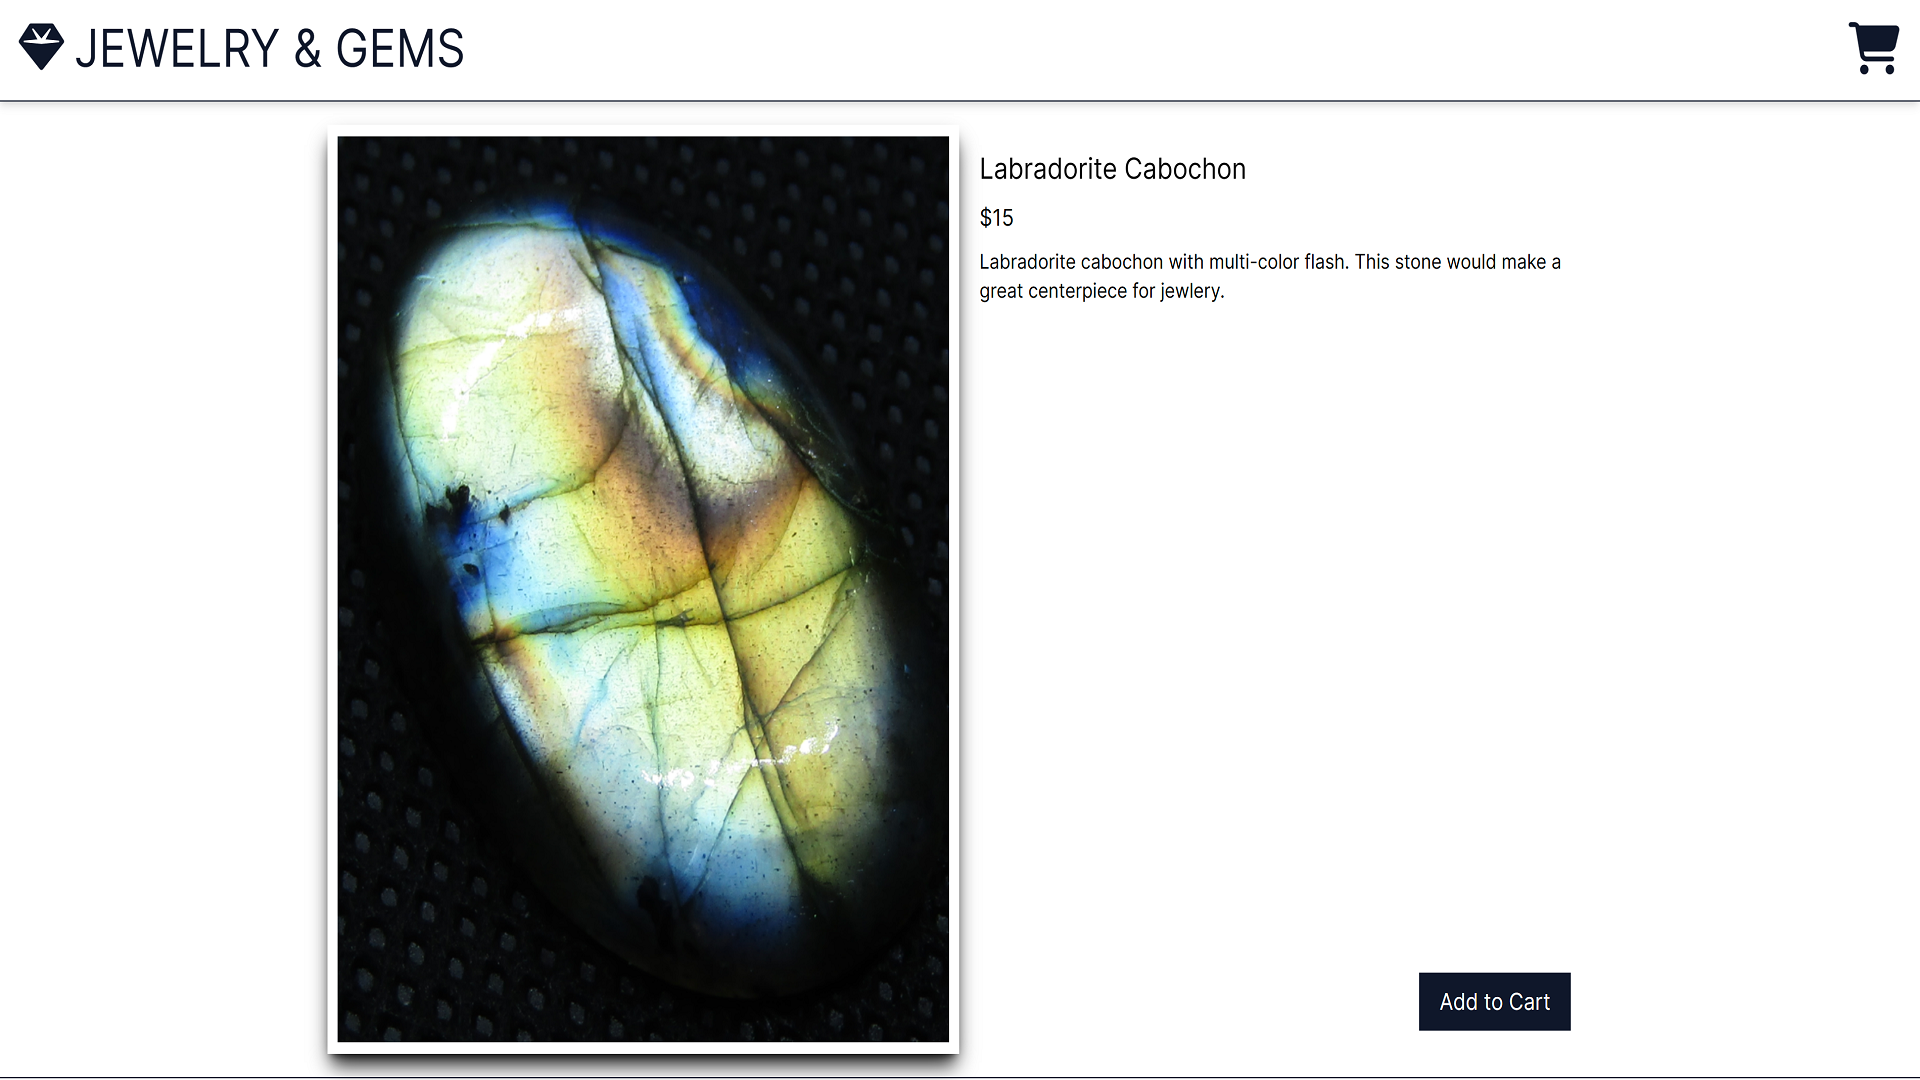 JEWELRY & GEMS
Labradorite Cabochon
$15
Labradorite cabochon with multi-color flash. This stone would make a
great centerpiece for jewlery.
Add to Cart